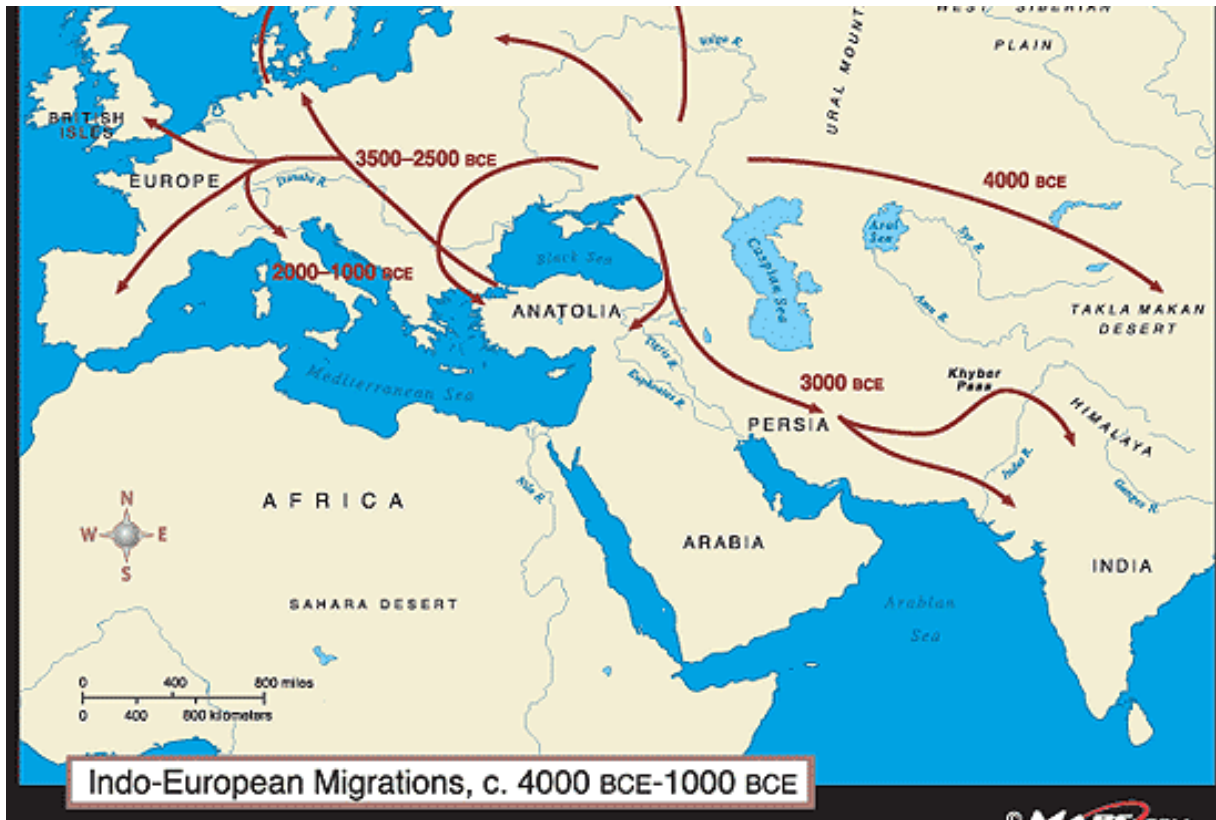 WEST SIBERIAN
PLAIN
URAL MOUNT
Volga R.
BRITISH
ISLES
EUROPE
3500–2500 BCE
Danube R.
2000–1000 BCE
Black Sea
Caspian Sea
Aral
Sea
Syr R.
Amu R.
4000 BCE
TAKLA MAKAN
DESERT
ANATOLIA
Tigris R.
Euphrates R.
Mediterranean Sea
3000 BCE
PERSIA
Khyber
Pass
HIMALAYA
Indus R.
Ganges R.
Nile R.
AFRICA
N
W
E
S
ARABIA
INDIA
SAHARA DESERT
Arabian
Sea
0 400 800 miles
0 400 800 kilometers
Indo-European Migrations, c. 4000 BCE-1000 BCE